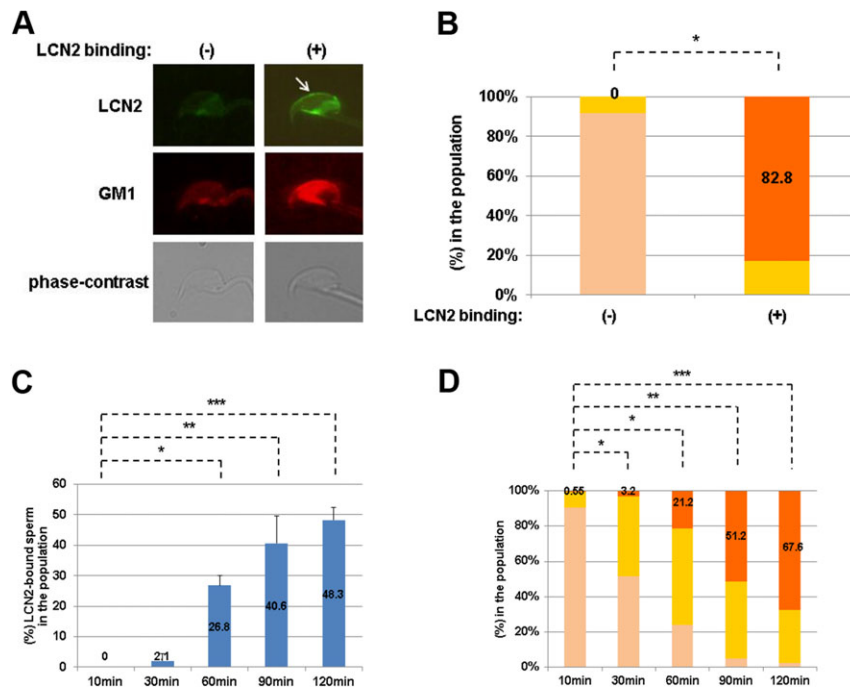 A
LCN2 binding: (-) (+)
LCN2
GM1
phase-contrast
B
*
0
100%
80%
82.8
60%
40%
20%
0%
(%) in the population
LCN2 binding: (-) (+)
C
***
**
*
60
50
40
30
20
10
0
(%) LCN2-bound sperm
in the population
0
2.1
26.8
40.6
48.3
10min 30min 60min 90min 120min
D
***
**
*
*
100%
80%
60%
40%
20%
0%
(%) in the population
0.55
3.2
21.2
51.2
67.6
10min 30min 60min 90min 120min